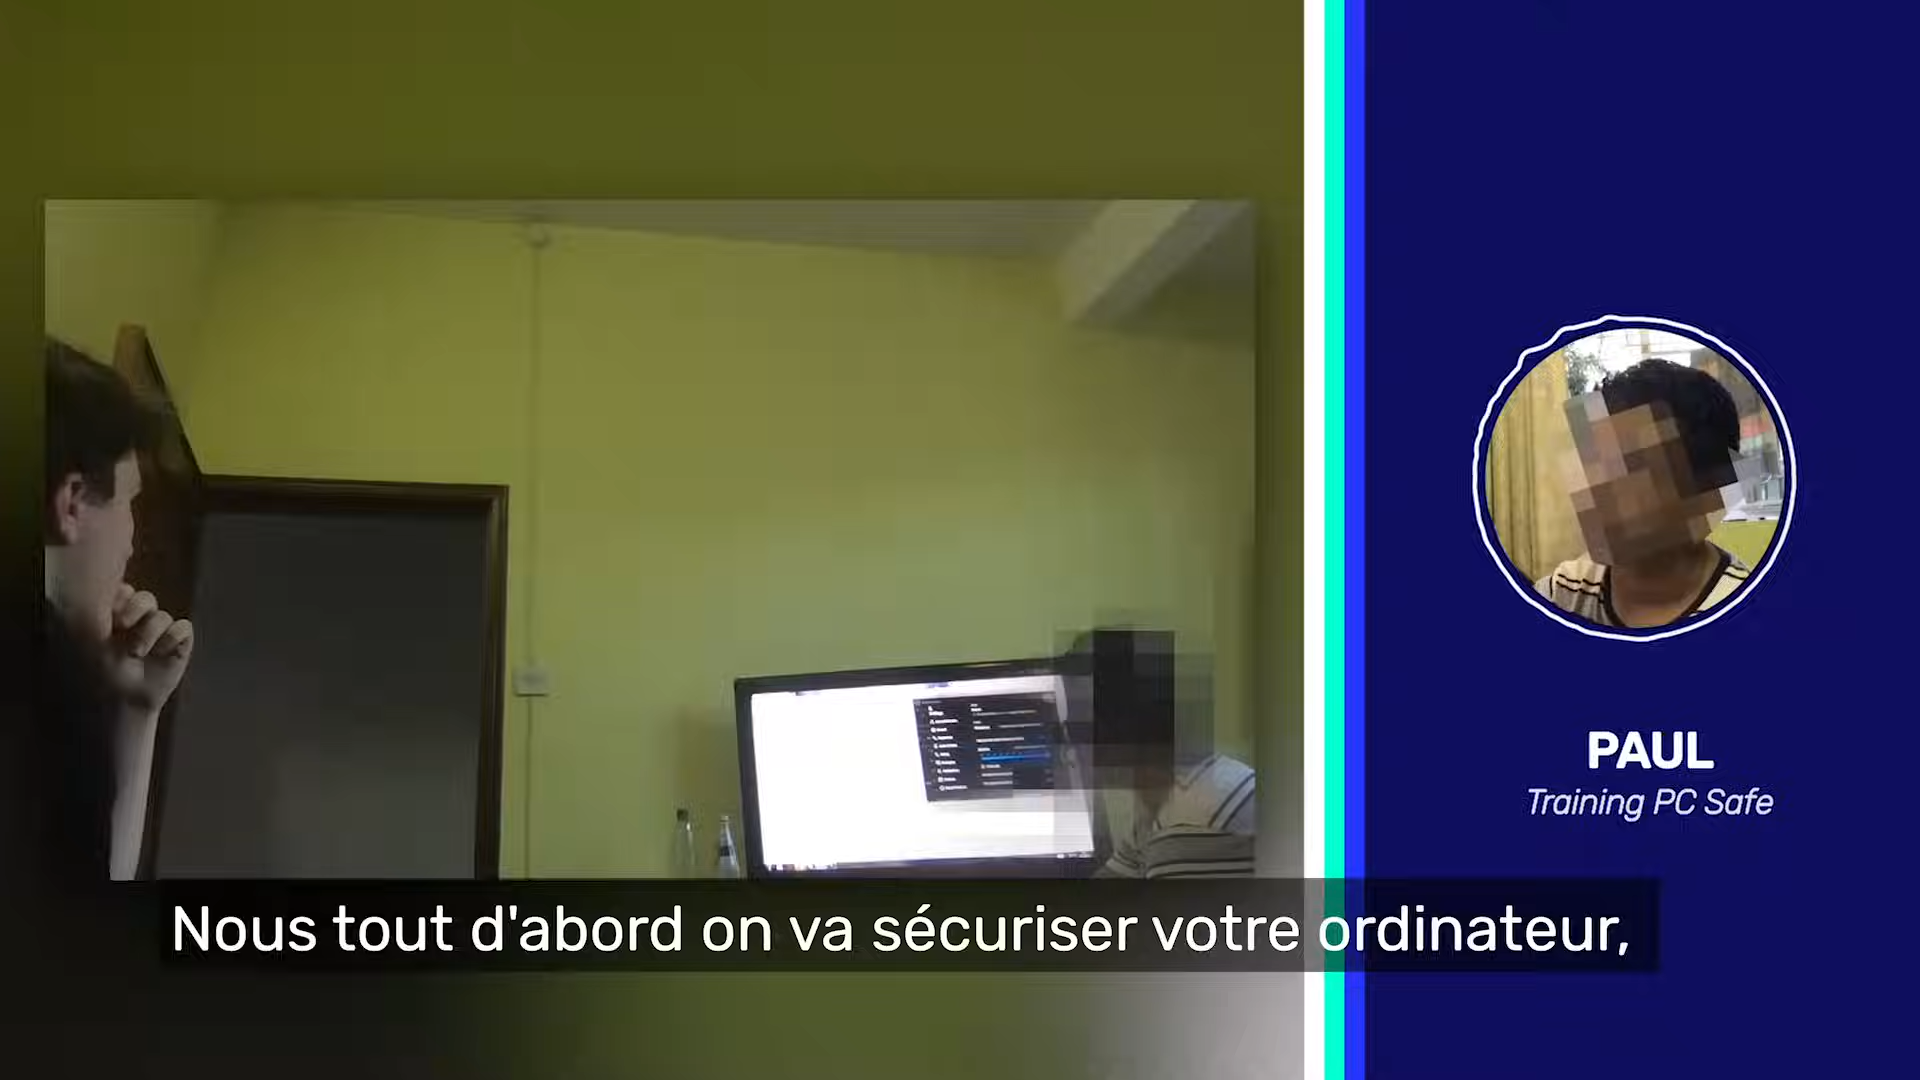 PAUL
Training PC Safe
Nous tout d'abord on va sécuriser votre ordinateur,